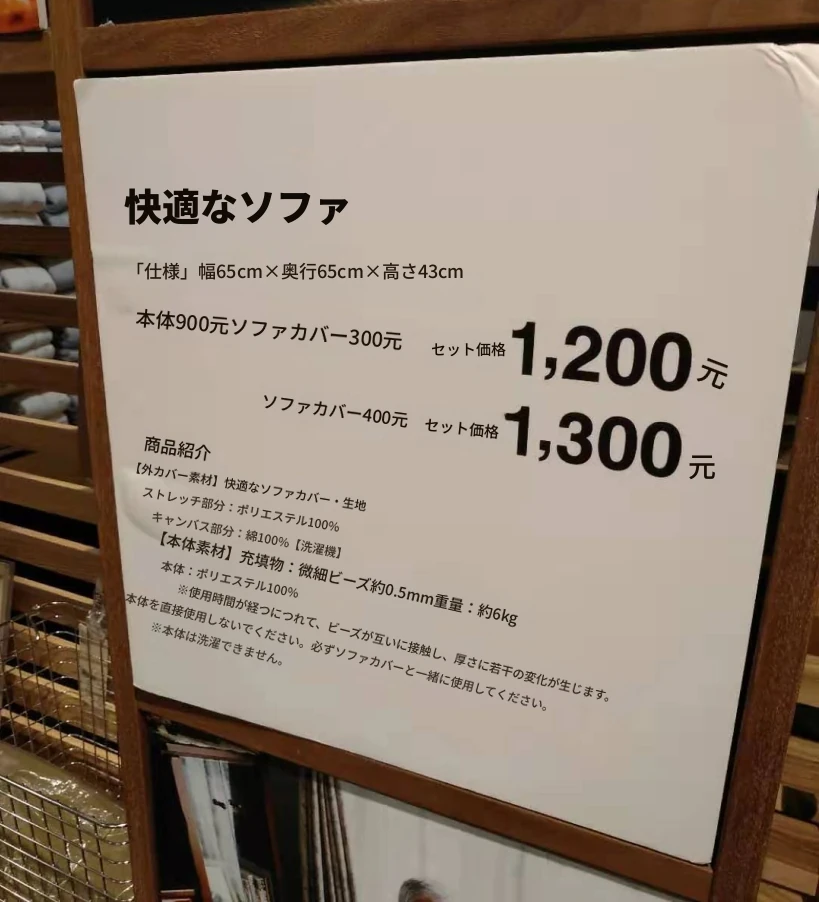 快適なソファ
「仕様」幅65cm×奥行65cm×高さ43cm
本体900元ソファカバー300元 セット価格1,200元
ソファカバー400元 セット価格1,300元
商品紹介
【外カバー素材】快適なソファカバー・生地
ストレッチ部分：ポリエステル100%
キャンバス部分：綿100%【洗濯機】
【本体素材】充填物：微細ビーズ約0.5mm重量：約6kg
本体：ポリエステル100%
※使用時間が経つにつれて、ビーズが互いに接触し、厚さに若干の変化が生じます。
本体を直接使用しないでください。必ずソファカバーと一緒に使用してください。
※本体は洗濯できません。